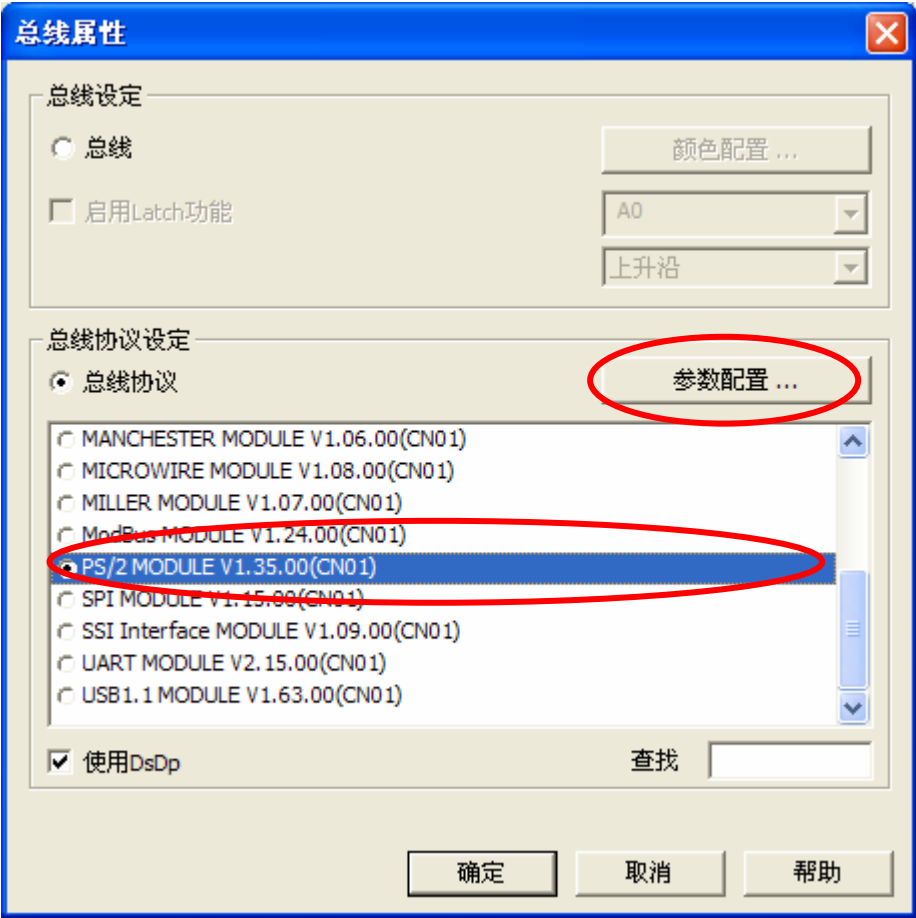 总线属性
总线设定
总线
颜色配置 ...
启用Latch功能
A0
上升沿
总线协议设定
总线协议
参数配置 ...
MANCHESTER MODULE V1.06.00(CN01)
MICROWIRE MODULE V1.08.00(CN01)
MILLER MODULE V1.07.00(CN01)
ModBus MODULE V1.24.00(CN01)
PS/2 MODULE V1.35.00(CN01)
SPI MODULE V1.15.00(CN01)
SSI Interface MODULE V1.09.00(CN01)
UART MODULE V2.15.00(CN01)
USB1.1 MODULE V1.63.00(CN01)
使用DsDp
查找
确定
取消
帮助